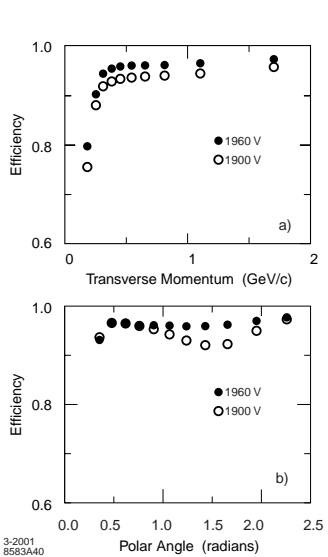 1.0
0.8
0.6
Efficiency
1960 V
1900 V
a)
0 1 2
Transverse Momentum (GeV/c)
1.0
0.8
0.6
Efficiency
1960 V
1900 V
b)
0.0 0.5 1.0 1.5 2.0 2.5
Polar Angle (radians)
3-2001
8583A40